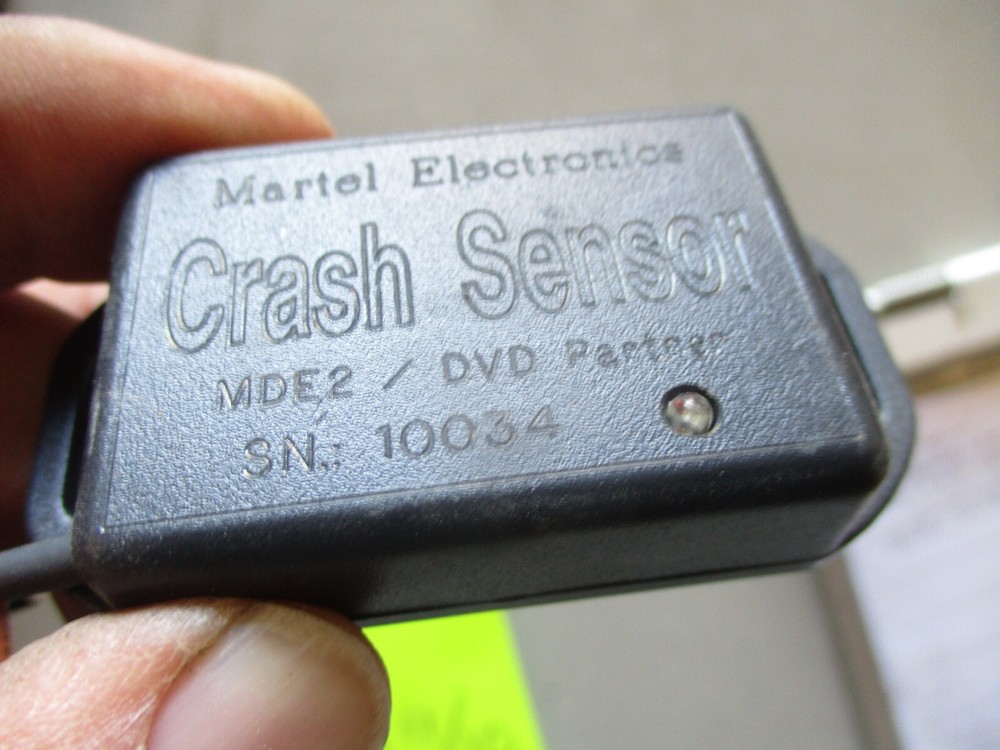 Martel Electronics
Crash Sensor
MDE2 / DVD Partner
SN.: 10034